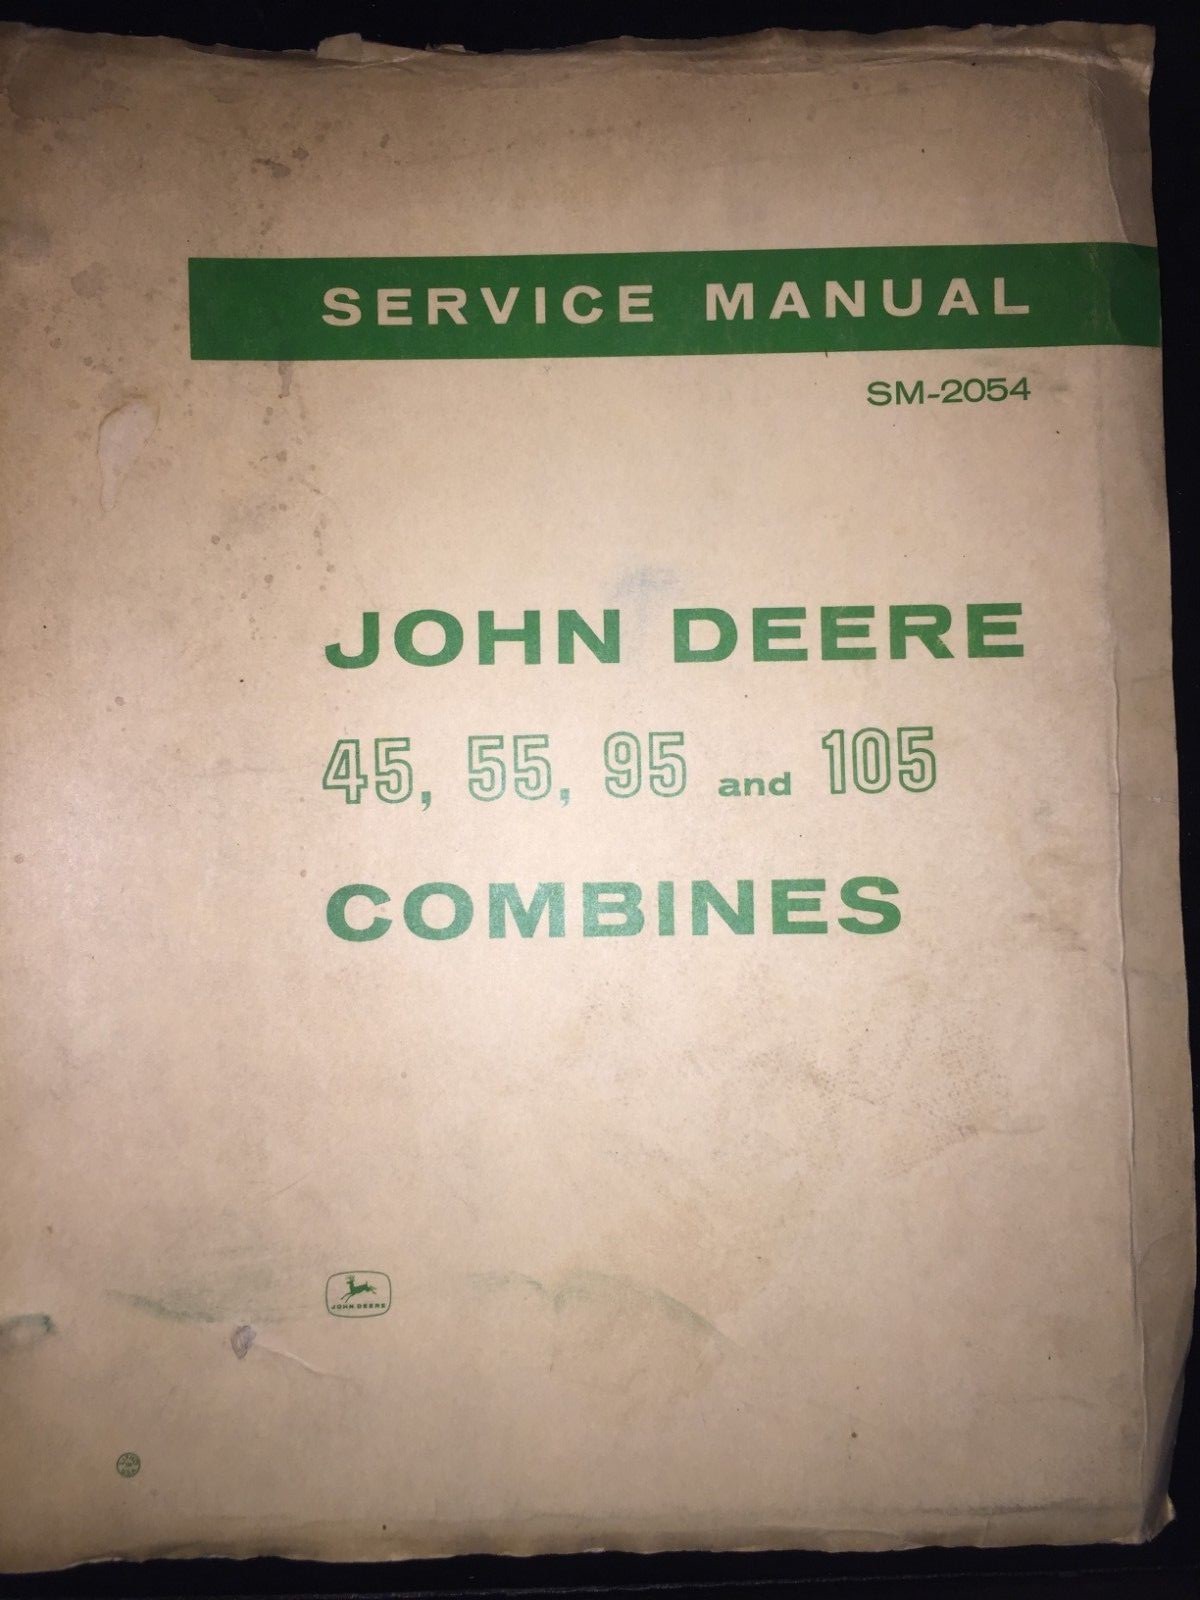 SERVICE MANUAL
SM-2054
JOHN DEERE
45, 55, 95 and 105
COMBINES
JOHN DEERE